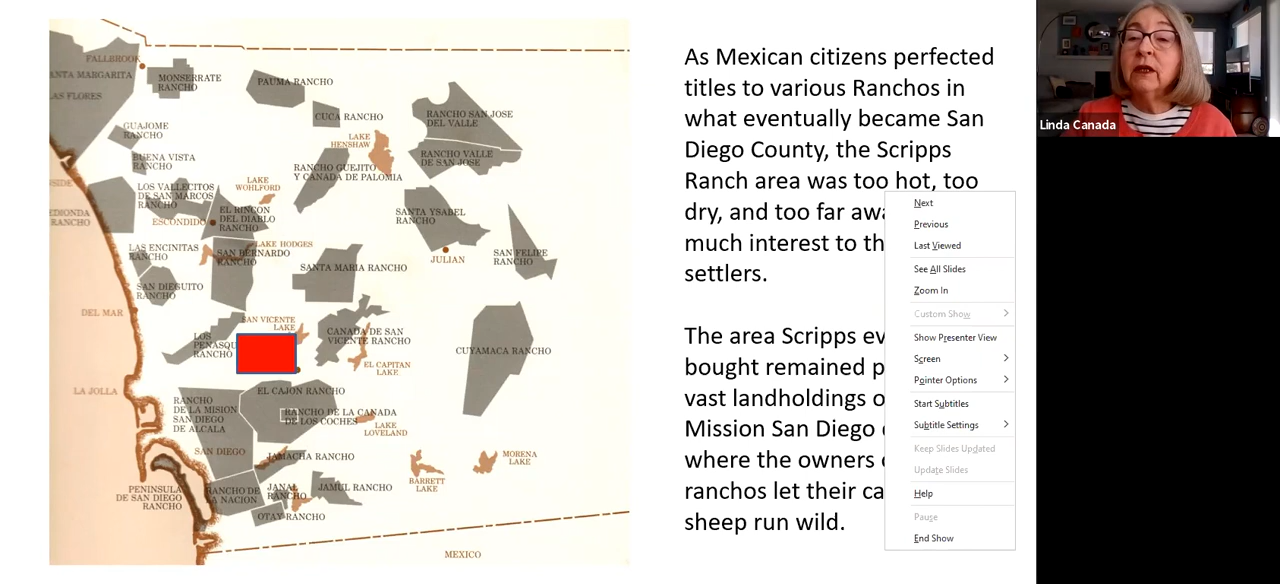 FALLBROOK
ANTA MARGARITA
LAS FLORES
MONSERRATE
RANCHO
PAUMA RANCHO
CUCA RANCHO
RANCHO SAN JOSE
DEL VALLE
GUAJOME
RANCHO
LAKE
HENSHAW
BUENA VISTA
RANCHO
RANCHO VALLE
DE SAN JOSE
RANCHO GUEJITO
Y CANADA DE PALOMIA
SIDE
LOS VALLECITOS
DE SAN MARCOS
RANCHO
LAKE
WOHLFORD
EDIONDA
RANCHO
ESCONDIDO
EL RINCON
DEL DIABLO
RANCHO
SANTA YSABEL
RANCHO
LAS ENCINITAS
RANCHO
LAKE HODGES
SAN BERNARDO
RANCHO
JULIAN
SAN FELIPE
RANCHO
SANTA MARIA RANCHO
SAN DIEGUITO
RANCHO
DEL MAR
SAN VICENTE
LAKE
LOS
PENASQU
RANCHO
CANADA DE SAN
VICENTE RANCHO
CUYAMACA RANCHO
EL CAPITAN
LAKE
LA JOLLA
EL CAJON RANCHO
RANCHO
DE LA MISION
SAN DIEGO
DE ALCALA
RANCHO DE LA CANADA
DE LOS COCHES
LAKE
LOVELAND
SAN DIEGO
JAMACHA RANCHO
MORENA
LAKE
BARRETT
LAKE
PENINSULA
DE SAN DIEGO
RANCHO
RANCHO DE
LA NACION
JANAL
RANCHO
JAMUL RANCHO
OTAY RANCHO
MEXICO
As Mexican citizens perfected
titles to various Ranchos in
what eventually became San
Diego County, the Scripps
Ranch area was too hot, too
dry, and too far awa
much interest to th
settlers.
The area Scripps ev
bought remained p
vast landholdings o
Mission San Diego
where the owners
ranchos let their ca
sheep run wild.
Next
Previous
Last Viewed
See All Slides
Zoom In
Custom Show
Show Presenter View
Screen
Pointer Options
Start Subtitles
Subtitle Settings
Keep Slides Updated
Update Slides
Help
Pause
End Show
Linda Canada